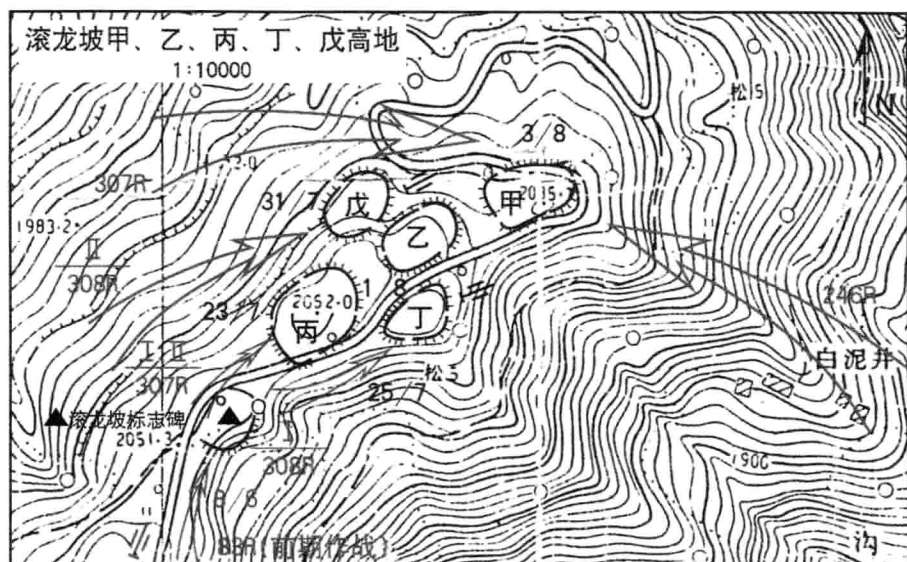 滚龙坡甲、乙、丙、丁、戊高地
1:10000
松5
N
3/8
307R
31 7
戊
甲
1983·2
乙
II
308R
1 8
2052·0
23/7
丙
丁
246R
I II
307R
松5
白泥井
25/7
滚龙坡标志碑
2051·3
I
308R
8 6
1900
88R(前期作战)
沟